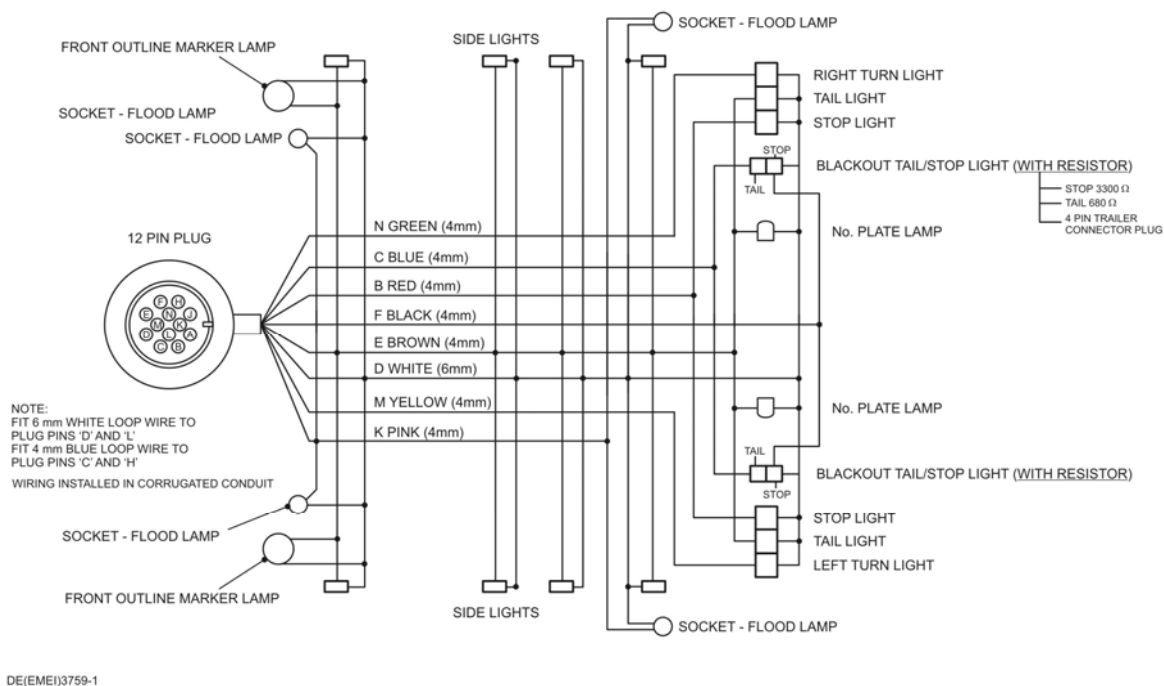 SOCKET - FLOOD LAMP
SIDE LIGHTS
FRONT OUTLINE MARKER LAMP
RIGHT TURN LIGHT
TAIL LIGHT
SOCKET - FLOOD LAMP
STOP LIGHT
SOCKET - FLOOD LAMP
STOP
BLACKOUT TAIL/STOP LIGHT (WITH RESISTOR)
TAIL
STOP 3300 Ω
TAIL 680 Ω
4 PIN TRAILER
CONNECTOR PLUG
12 PIN PLUG
N GREEN (4mm)
No. PLATE LAMP
C BLUE (4mm)
B RED (4mm)
F BLACK (4mm)
E BROWN (4mm)
D WHITE (6mm)
M YELLOW (4mm)
K PINK (4mm)
F H
E N J
M K
D L A
C B
No. PLATE LAMP
NOTE:
FIT 6 mm WHITE LOOP WIRE TO
PLUG PINS ‘D’ AND ‘L’
FIT 4 mm BLUE LOOP WIRE TO
PLUG PINS ‘C’ AND ‘H’
WIRING INSTALLED IN CORRUGATED CONDUIT
TAIL
BLACKOUT TAIL/STOP LIGHT (WITH RESISTOR)
STOP
STOP LIGHT
SOCKET - FLOOD LAMP
TAIL LIGHT
LEFT TURN LIGHT
FRONT OUTLINE MARKER LAMP
SIDE LIGHTS
SOCKET - FLOOD LAMP
DE(EMEI)3759-1